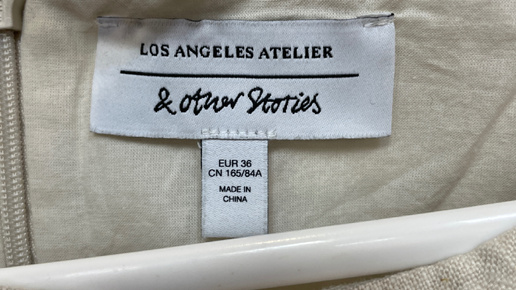 LOS ANGELES ATELIER
& other Stories
EUR 36
CN 165/84A
MADE IN
CHINA